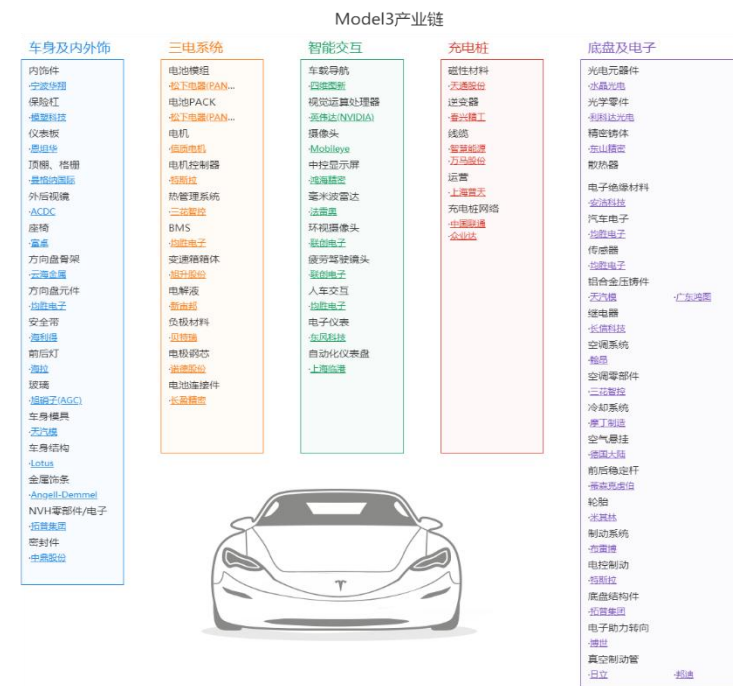 Model3产业链
车身及内外饰
内饰件
·宁波华翔
保险杠
·模塑科技
仪表板
·恩坦华
顶棚、格栅
·曼格纳国际
外后视镜
·ACDC
座椅
·富卓
方向盘骨架
·云海金属
方向盘元件
·均胜电子
安全带
·海利得
前后灯
·海拉
玻璃
·旭硝子(AGC)
车身模具
·天汽模
车身结构
·Lotus
金属饰条
·Angell-Demmel
NVH零部件/电子
·拓普集团
密封件
·中鼎股份
三电系统
电池模组
·松下电器(PAN...
电池PACK
·松下电器(PAN...
电机
·信质电机
电机控制器
·特斯拉
热管理系统
·三花智控
BMS
·均胜电子
变速箱箱体
·旭升股份
电解液
·新宙邦
负极材料
·贝特瑞
电极铜芯
·诺德股份
电池连接件
·长盈精密
智能交互
车载导航
·四维图新
视觉运算处理器
·英伟达(NVIDIA)
摄像头
·Mobileye
中控显示屏
·鸿海精密
毫米波雷达
·法雷奥
环视摄像头
·联创电子
疲劳驾驶镜头
·联创电子
人车交互
·均胜电子
电子仪表
·东风科技
自动化仪表盘
·上海临港
充电桩
磁性材料
·天通股份
逆变器
·春兴精工
线缆
·智慧能源
·万马股份
运营
·上海普天
充电桩网络
·中国联通
·众业达
底盘及电子
光电元器件
·水晶光电
光学零件
·利科达光电
精密铸体
·东山精密
散热器
电子绝缘材料
·安洁科技
汽车电子
·均胜电子
传感器
·均胜电子
铝合金压铸件
·天汽模 ·广东鸿图
继电器
·长信科技
空调系统
·翰昂
空调零部件
·三花智控
冷却系统
·摩丁制造
空气悬挂
·德国大陆
前后稳定杆
·蒂森克虏伯
轮胎
·米其林
制动系统
·布雷博
电控制动
·特斯拉
底盘结构件
·拓普集团
电子助力转向
·博世
真空制动管
·日立 ·邦迪